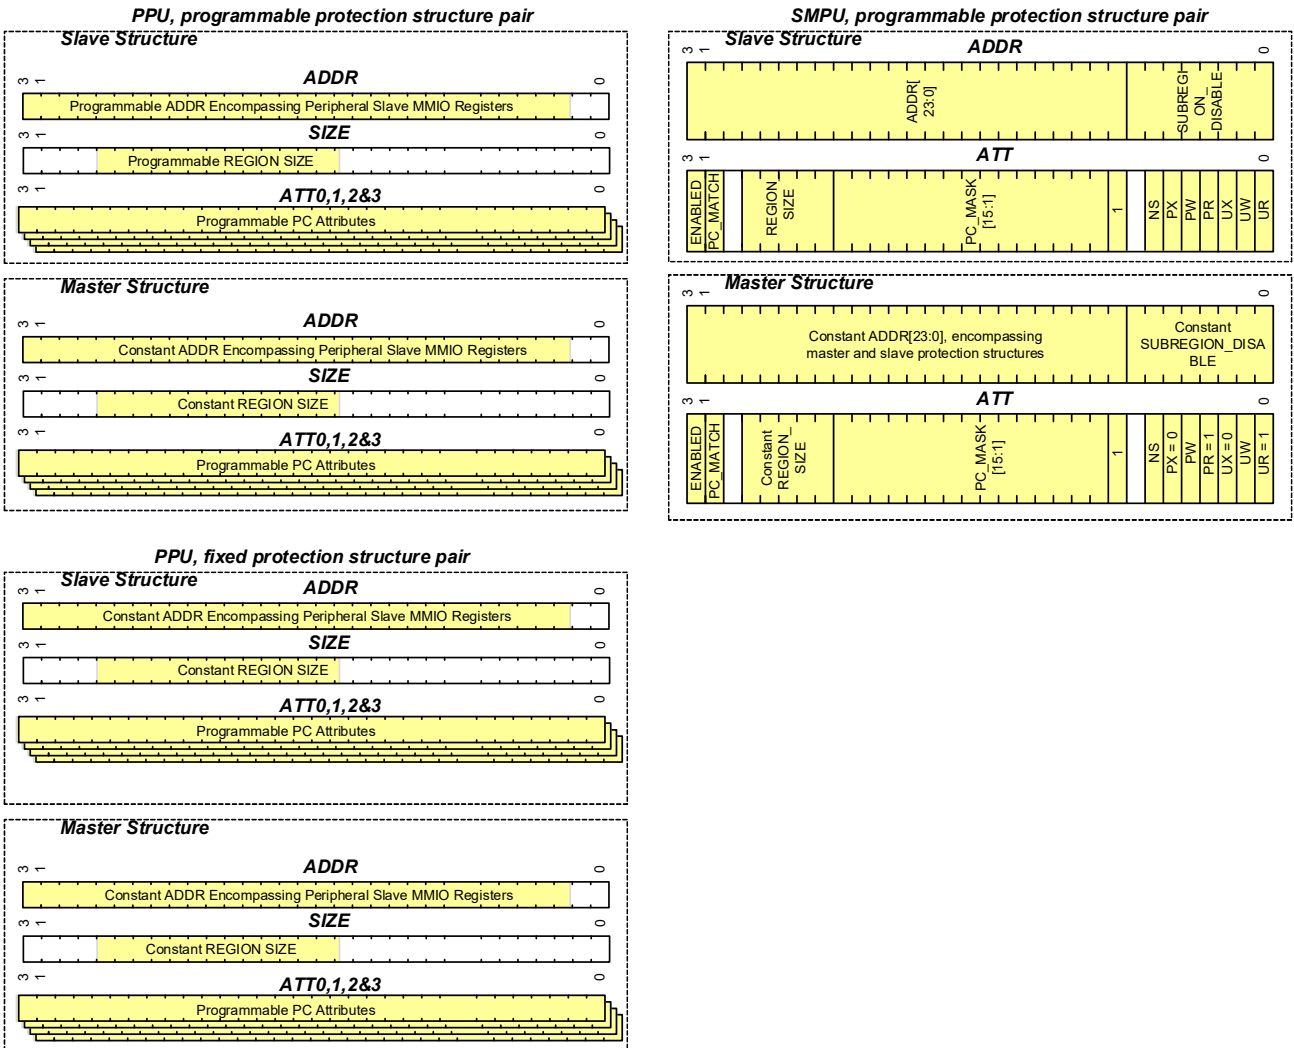 PPU, programmable protection structure pair
Slave Structure
ADDR
31 0
Programmable ADDR Encompassing Peripheral Slave MMIO Registers
SIZE
31 0
Programmable REGION SIZE
ATT0,1,2&3
31 0
Programmable PC Attributes
Master Structure
ADDR
31 0
Constant ADDR Encompassing Peripheral Slave MMIO Registers
SIZE
31 0
Constant REGION SIZE
ATT0,1,2&3
31 0
Programmable PC Attributes
PPU, fixed protection structure pair
Slave Structure
ADDR
31 0
Constant ADDR Encompassing Peripheral Slave MMIO Registers
SIZE
31 0
Constant REGION SIZE
ATT0,1,2&3
31 0
Programmable PC Attributes
Master Structure
ADDR
31 0
Constant ADDR Encompassing Peripheral Slave MMIO Registers
SIZE
31 0
Constant REGION SIZE
ATT0,1,2&3
31 0
Programmable PC Attributes
SMPU, programmable protection structure pair
Slave Structure
ADDR
31 0
ADDR[
23:0]
SUBREGI
ON_
DISABLE
ATT
31 0
ENABLED
PC_MATCH
REGION_
SIZE
PC_MASK
[15:1]
1
NS
PX
PW
PR
UX
UW
UR
Master Structure
ADDR
31 0
Constant ADDR[23:0], encompassing
master and slave protection structures
Constant
SUBREGION_DISA
BLE
ATT
31 0
ENABLED
PC_MATCH
Constant
REGION_
SIZE
PC_MASK
[15:1]
1
NS
PX = 0
PW
PR = 1
UX = 0
UW
UR = 1